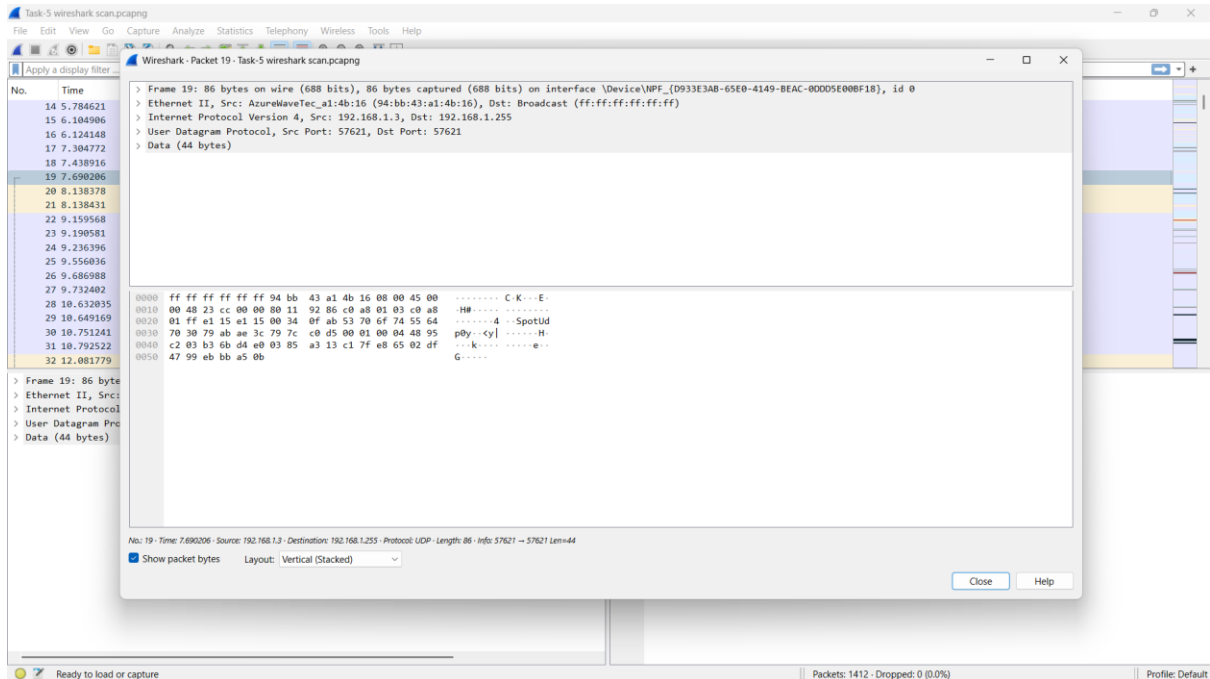 Task-5 wireshark scan.pcapng
File Edit View Go Capture Analyze Statistics Telephony Wireless Tools Help
Apply a display filter ...
No. Time
14 5.784621
15 6.104906
16 6.124148
17 7.304772
18 7.438916
19 7.690206
20 8.138378
21 8.138431
22 9.159568
23 9.190581
24 9.236396
25 9.556036
26 9.686988
27 9.732402
28 10.632035
29 10.649169
30 10.751241
31 10.792522
32 12.081779
> Frame 19: 86 byte
> Ethernet II, Src:
> Internet Protocol
> User Datagram Pro
> Data (44 bytes)
Wireshark · Packet 19 · Task-5 wireshark scan.pcapng
> Frame 19: 86 bytes on wire (688 bits), 86 bytes captured (688 bits) on interface \Device\NPF_{D933E3AB-65E0-4149-BEAC-0DDD5E00BF18}, id 0
> Ethernet II, Src: AzureWaveTec_a1:4b:16 (94:bb:43:a1:4b:16), Dst: Broadcast (ff:ff:ff:ff:ff:ff)
> Internet Protocol Version 4, Src: 192.168.1.3, Dst: 192.168.1.255
> User Datagram Protocol, Src Port: 57621, Dst Port: 57621
> Data (44 bytes)
0000 ff ff ff ff ff ff 94 bb 43 a1 4b 16 08 00 45 00 ········ C·K···E·
0010 00 48 23 cc 00 00 80 11 92 86 c0 a8 01 03 c0 a8 ·H#····· ········
0020 01 ff e1 15 e1 15 00 34 0f ab 53 70 6f 74 55 64 ·······4 ··SpotUd
0030 70 30 79 ab ae 3c 79 7c c0 d5 00 01 00 04 48 95 p0y··<y| ······H·
0040 c2 03 b3 6b d4 e0 03 85 a3 13 c1 7f e8 65 02 df ···k···· ·····e··
0050 47 99 eb bb a5 0b G·····
No.: 19 · Time: 7.690206 · Source: 192.168.1.3 · Destination: 192.168.1.255 · Protocol: UDP · Length: 86 · Info: 57621 → 57621 Len=44
Show packet bytes Layout: Vertical (Stacked)
Close Help
Ready to load or capture Packets: 1412 · Dropped: 0 (0.0%) Profile: Default